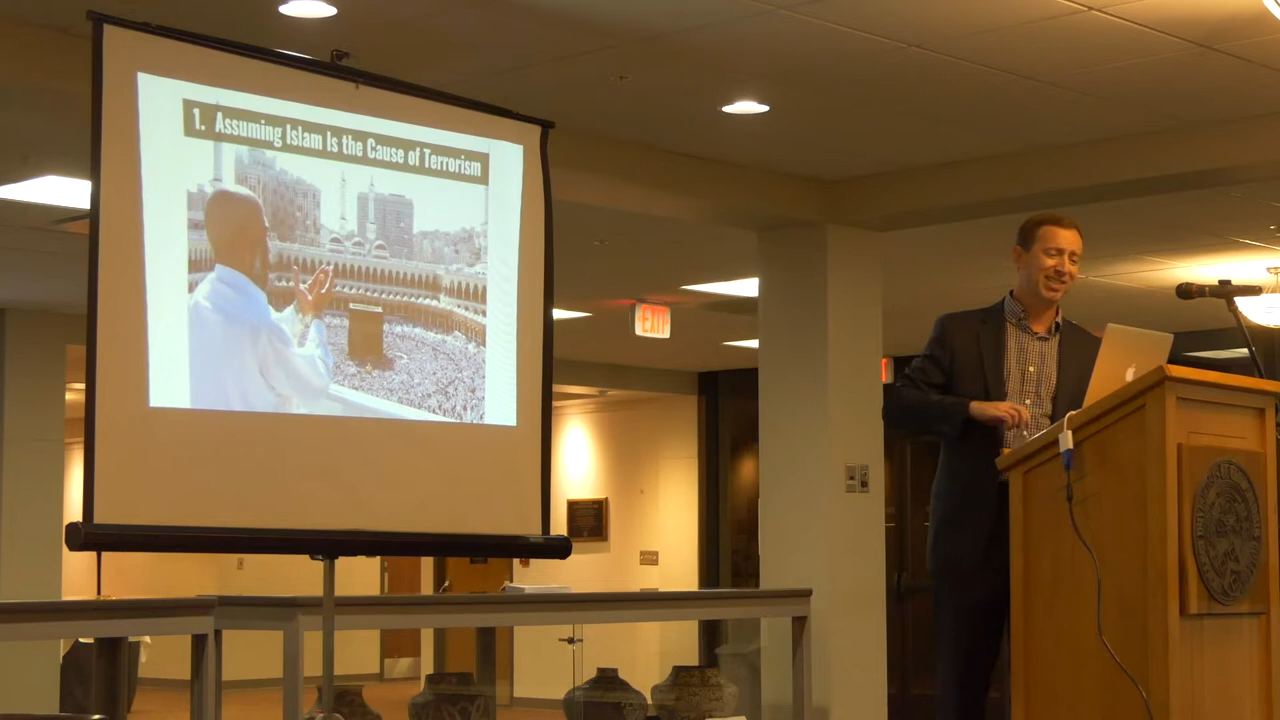 1. Assuming Islam Is the Cause of Terrorism
EXIT